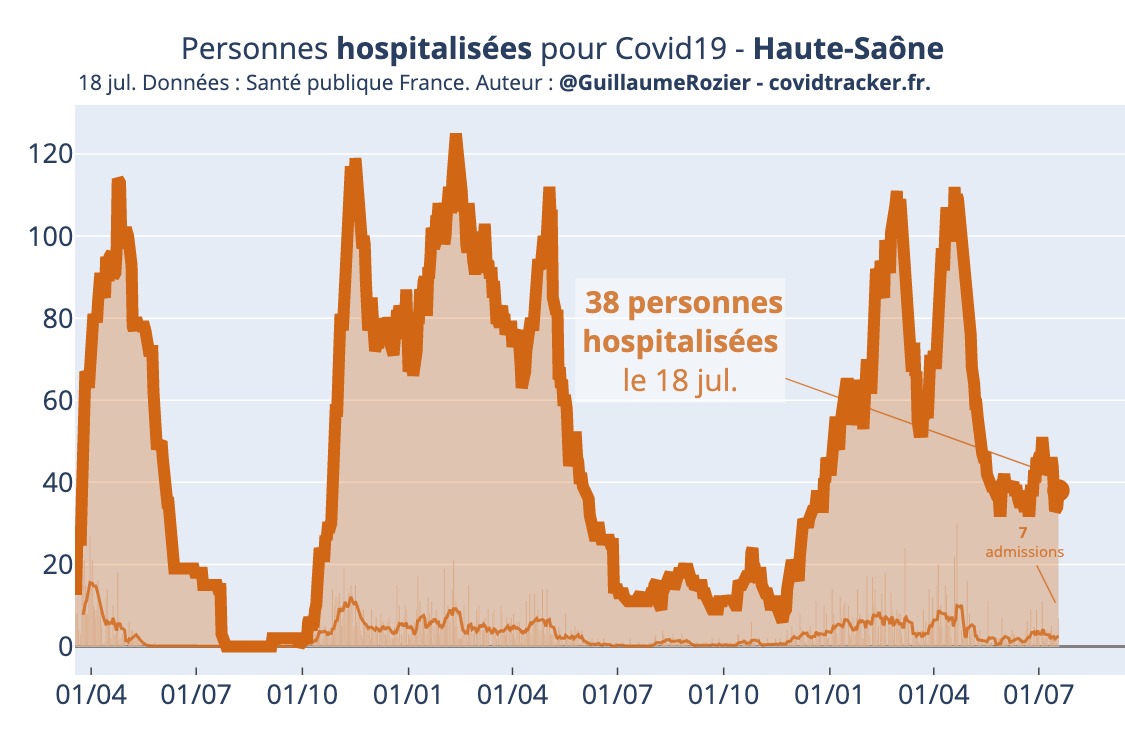 Personnes hospitalisées pour Covid19 - Haute-Saône
18 jul. Données : Santé publique France. Auteur : @GuillaumeRozier - covidtracker.fr.
120
100
80
60
40
20
0
38 personnes
hospitalisées
le 18 jul.
7
admissions
01/04 01/07 01/10 01/01 01/04 01/07 01/10 01/01 01/04 01/07